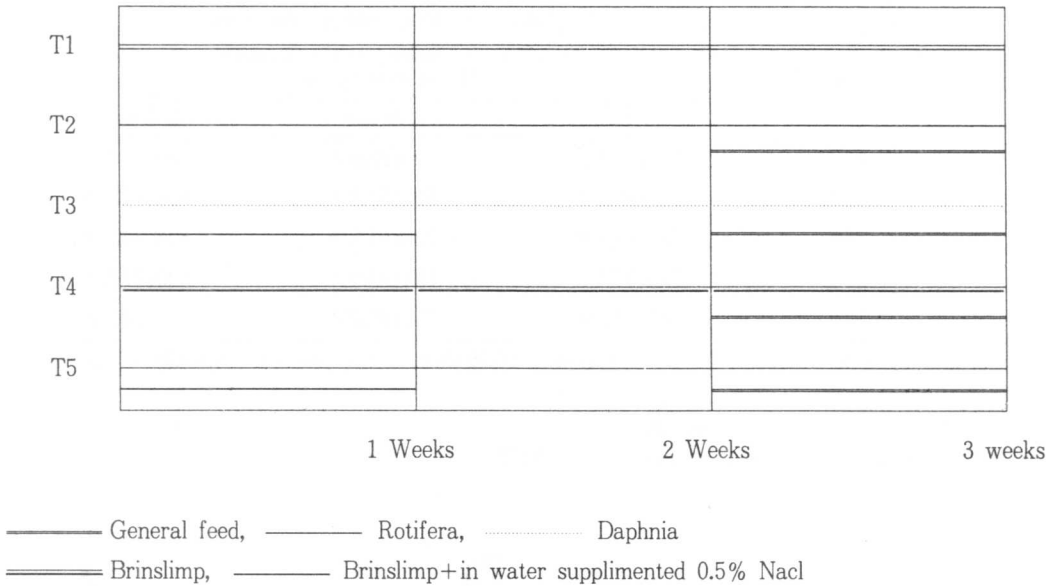 T1
T2
T3
T4
T5
1 Weeks 2 Weeks 3 weeks
General feed, Rotifera, Daphnia
Brinslimp, Brinslimp+in water supplimented 0.5% Nacl